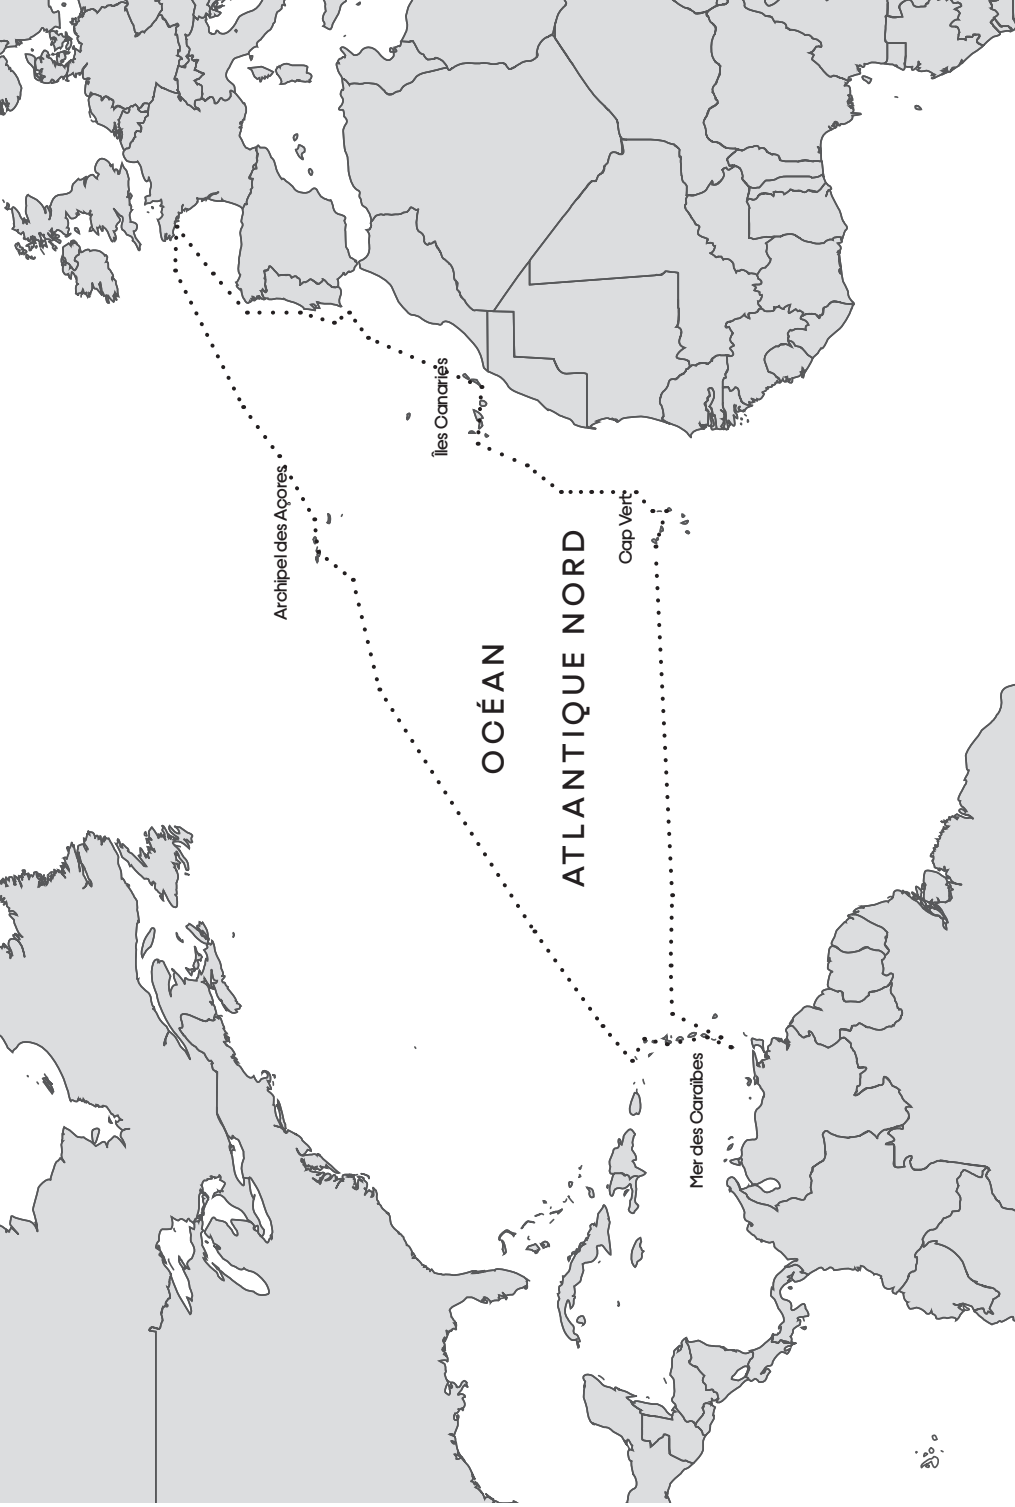 OCÉAN
ATLANTIQUE NORD
Archipel des Açores
Îles Canaries
Cap Vert
Mer des Caraïbes